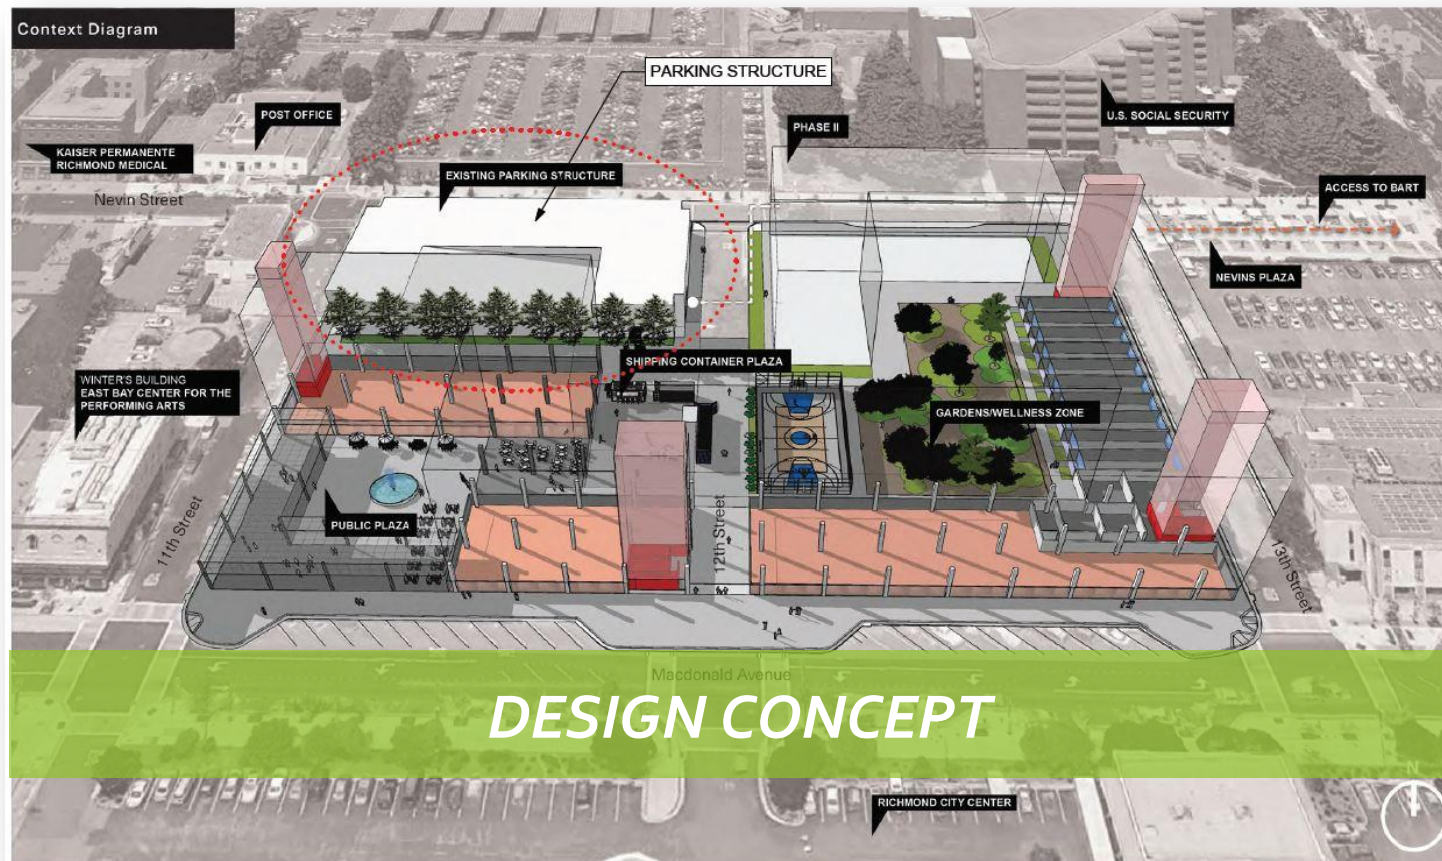 Context Diagram
PARKING STRUCTURE
POST OFFICE
PHASE II
U.S. SOCIAL SECURITY
KAISER PERMANENTE
RICHMOND MEDICAL
EXISTING PARKING STRUCTURE
ACCESS TO BART
Nevin Street
NEVINS PLAZA
SHIPPING CONTAINER PLAZA
WINTER'S BUILDING
EAST BAY CENTER FOR THE
PERFORMING ARTS
GARDENS/WELLNESS ZONE
PUBLIC PLAZA
11th Street
12th Street
13th Street
Macdonald Avenue
DESIGN CONCEPT
N
RICHMOND CITY CENTER